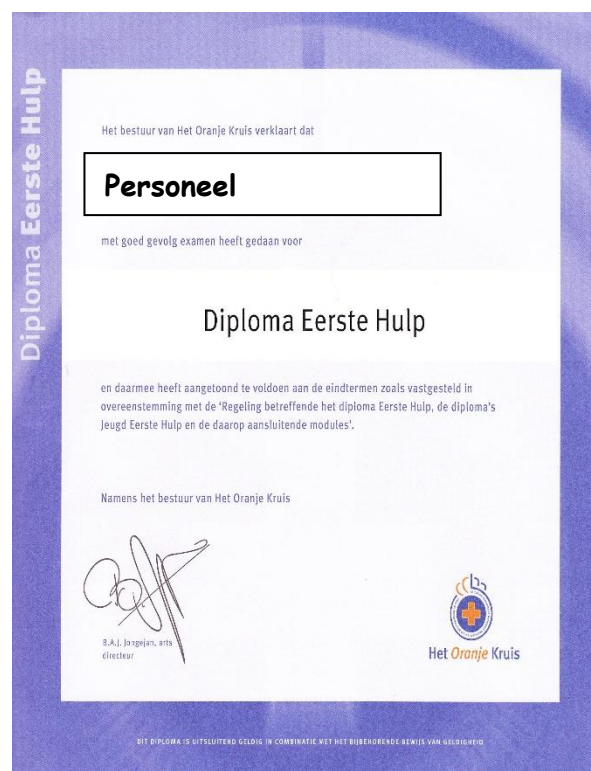 Diploma Eerste Hulp
Het bestuur van Het Oranje Kruis verklaart dat
Personeel
met goed gevolg examen heeft gedaan voor
Diploma Eerste Hulp
en daarmee heeft aangetoond te voldoen aan de eindtermen zoals vastgesteld in
overeenstemming met de 'Regeling betreffende het diploma Eerste Hulp, de diploma's
Jeugd Eerste Hulp en de daarop aansluitende modules'.
Namens het bestuur van Het Oranje Kruis
B.A.J. Jongejan, arts
directeur
Het Oranje Kruis
DIT DIPLOMA IS UITSLUITEND GELDIG IN COMBINATIE MET HET BIJBEHORENDE BEWIJS VAN GELDIGHEID